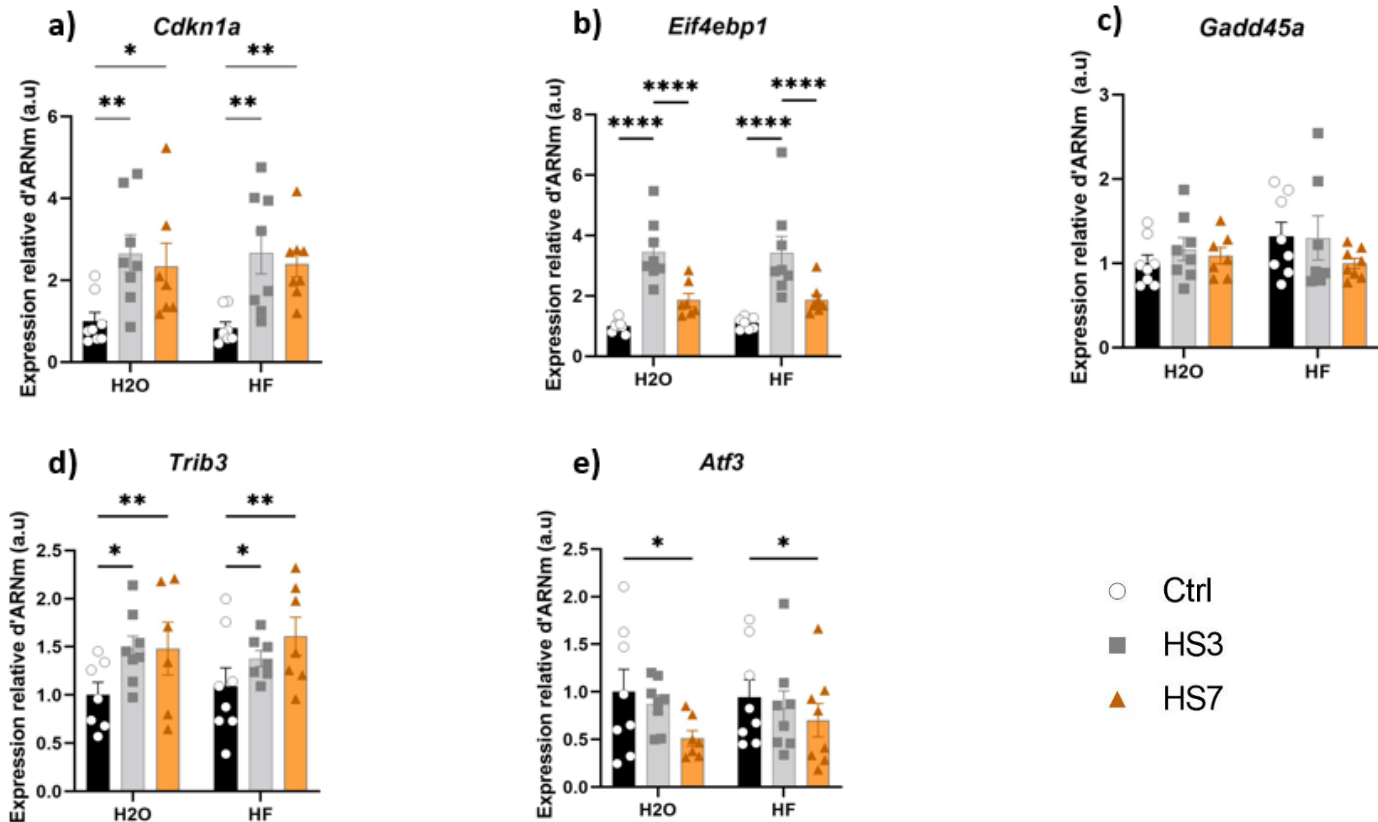 a) Cdkn1a
* **
** **
Expression relative d'ARNm (a.u)
6
4
2
0
H2O HF
b) Eif4ebp1
**** ****
**** ****
Expression relative d'ARNm (a.u)
8
6
4
2
0
H2O HF
c) Gadd45a
Expression relative d'ARNm (a.u)
3
2
1
0
H2O HF
d) Trib3
** **
* *
Expression relative d'ARNm (a.u)
2.5
2.0
1.5
1.0
0.5
0.0
H2O HF
e) Atf3
* *
Expression relative d'ARNm (a.u)
2.5
2.0
1.5
1.0
0.5
0.0
H2O HF
Ctrl
HS3
HS7